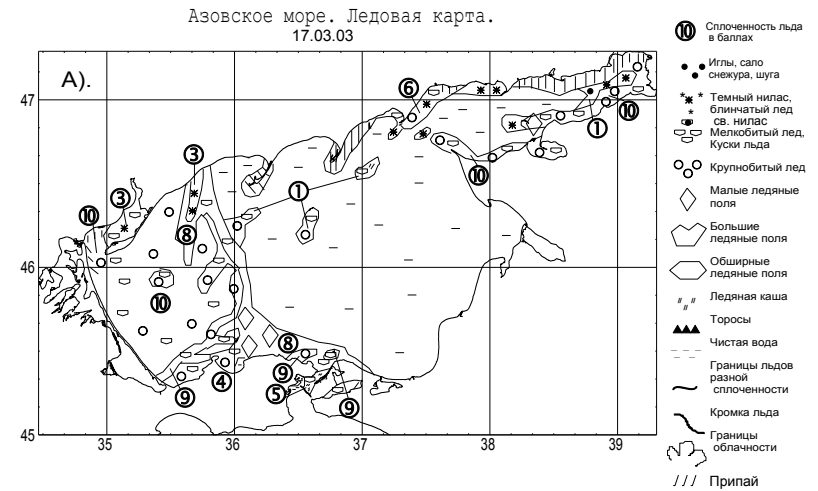 Азовское море. Ледовая карта.
17.03.03
А).
47
46
45
35
36
37
38
39
6
3
3
10
8
1
10
1
10
10
8
9
4
9
5
9
10 Сплоченность льда
в баллах
Иглы, сало
снежура, шуга
Темный нилас,
блинчатый лед
св. нилас
Мелкобитый лед,
Куски льда
Крупнобитый лед
Малые ледяные
поля
Большие
ледяные поля
Обширные
ледяные поля
Ледяная каша
Торосы
Чистая вода
Границы льдов
разной
сплоченности
Кромка льда
Границы
облачности
Припай